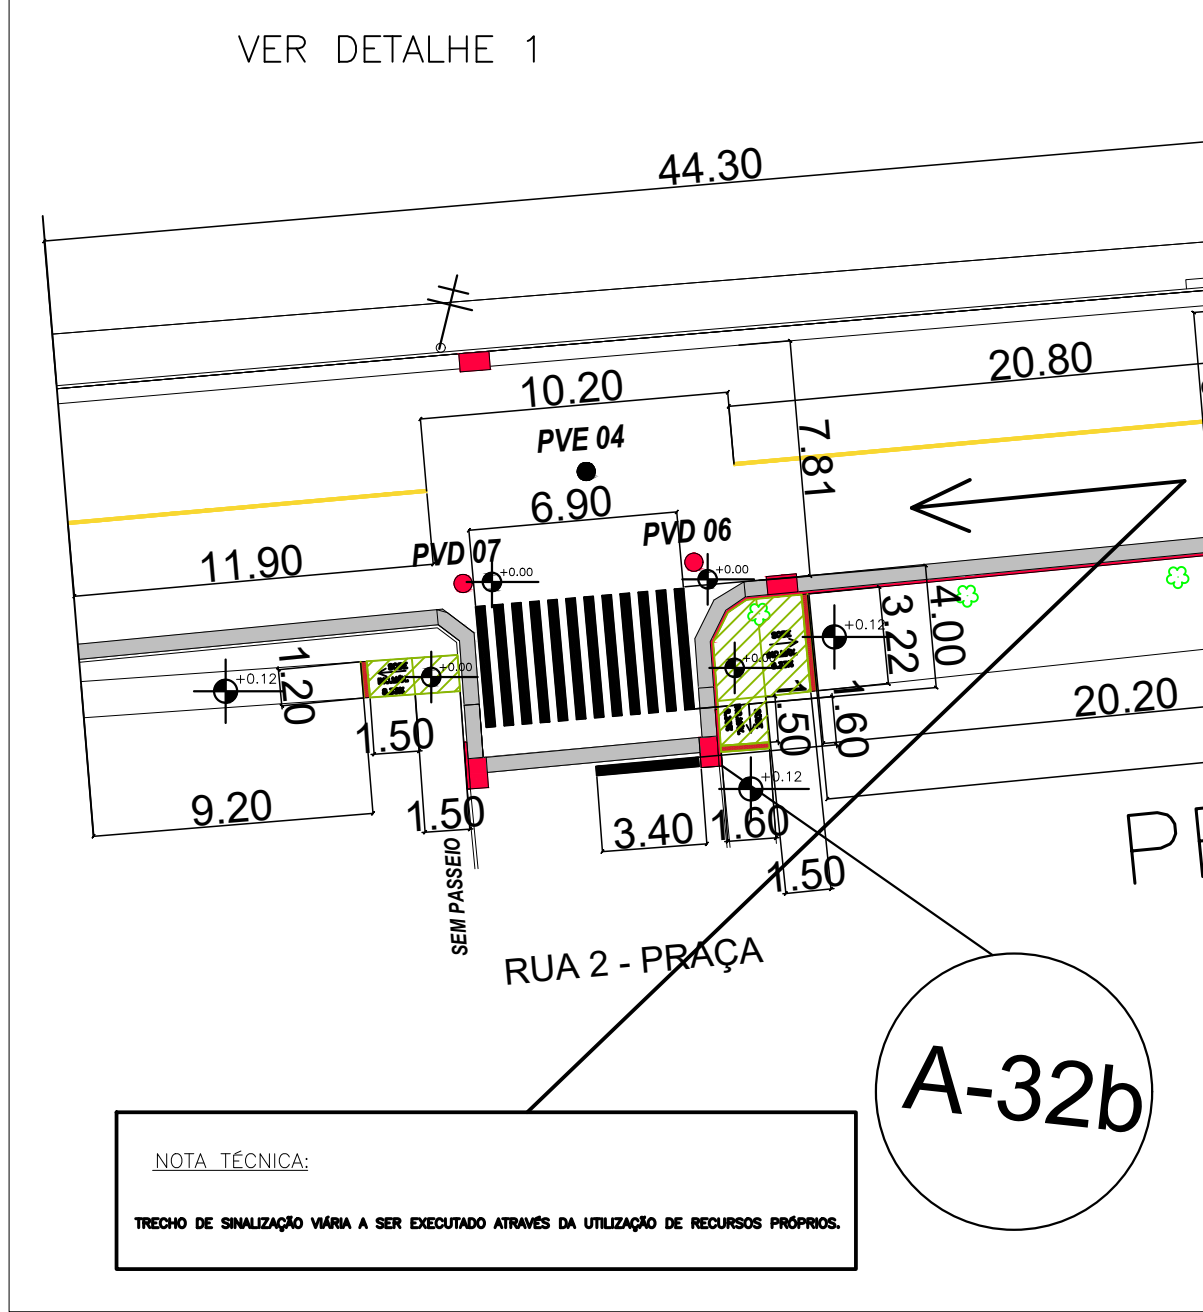 VER DETALHE 1
44.30
10.20
20.80
PVE 04
7.81
6.90
PVD 06
11.90
PVD 07
+0.00
+0.00
3.22
4.00
+0.12
1.20
+0.12
+0.00
1.50
1.50
1.60
20.20
9.20
1.50
3.40
1.60
+0.12
1.50
SEM PASSEIO
RUA 2 - PRAÇA
A-32b
NOTA TÉCNICA:
TRECHO DE SINALIZAÇÃO VIÁRIA A SER EXECUTADO ATRAVÉS DA UTILIZAÇÃO DE RECURSOS PRÓPRIOS.